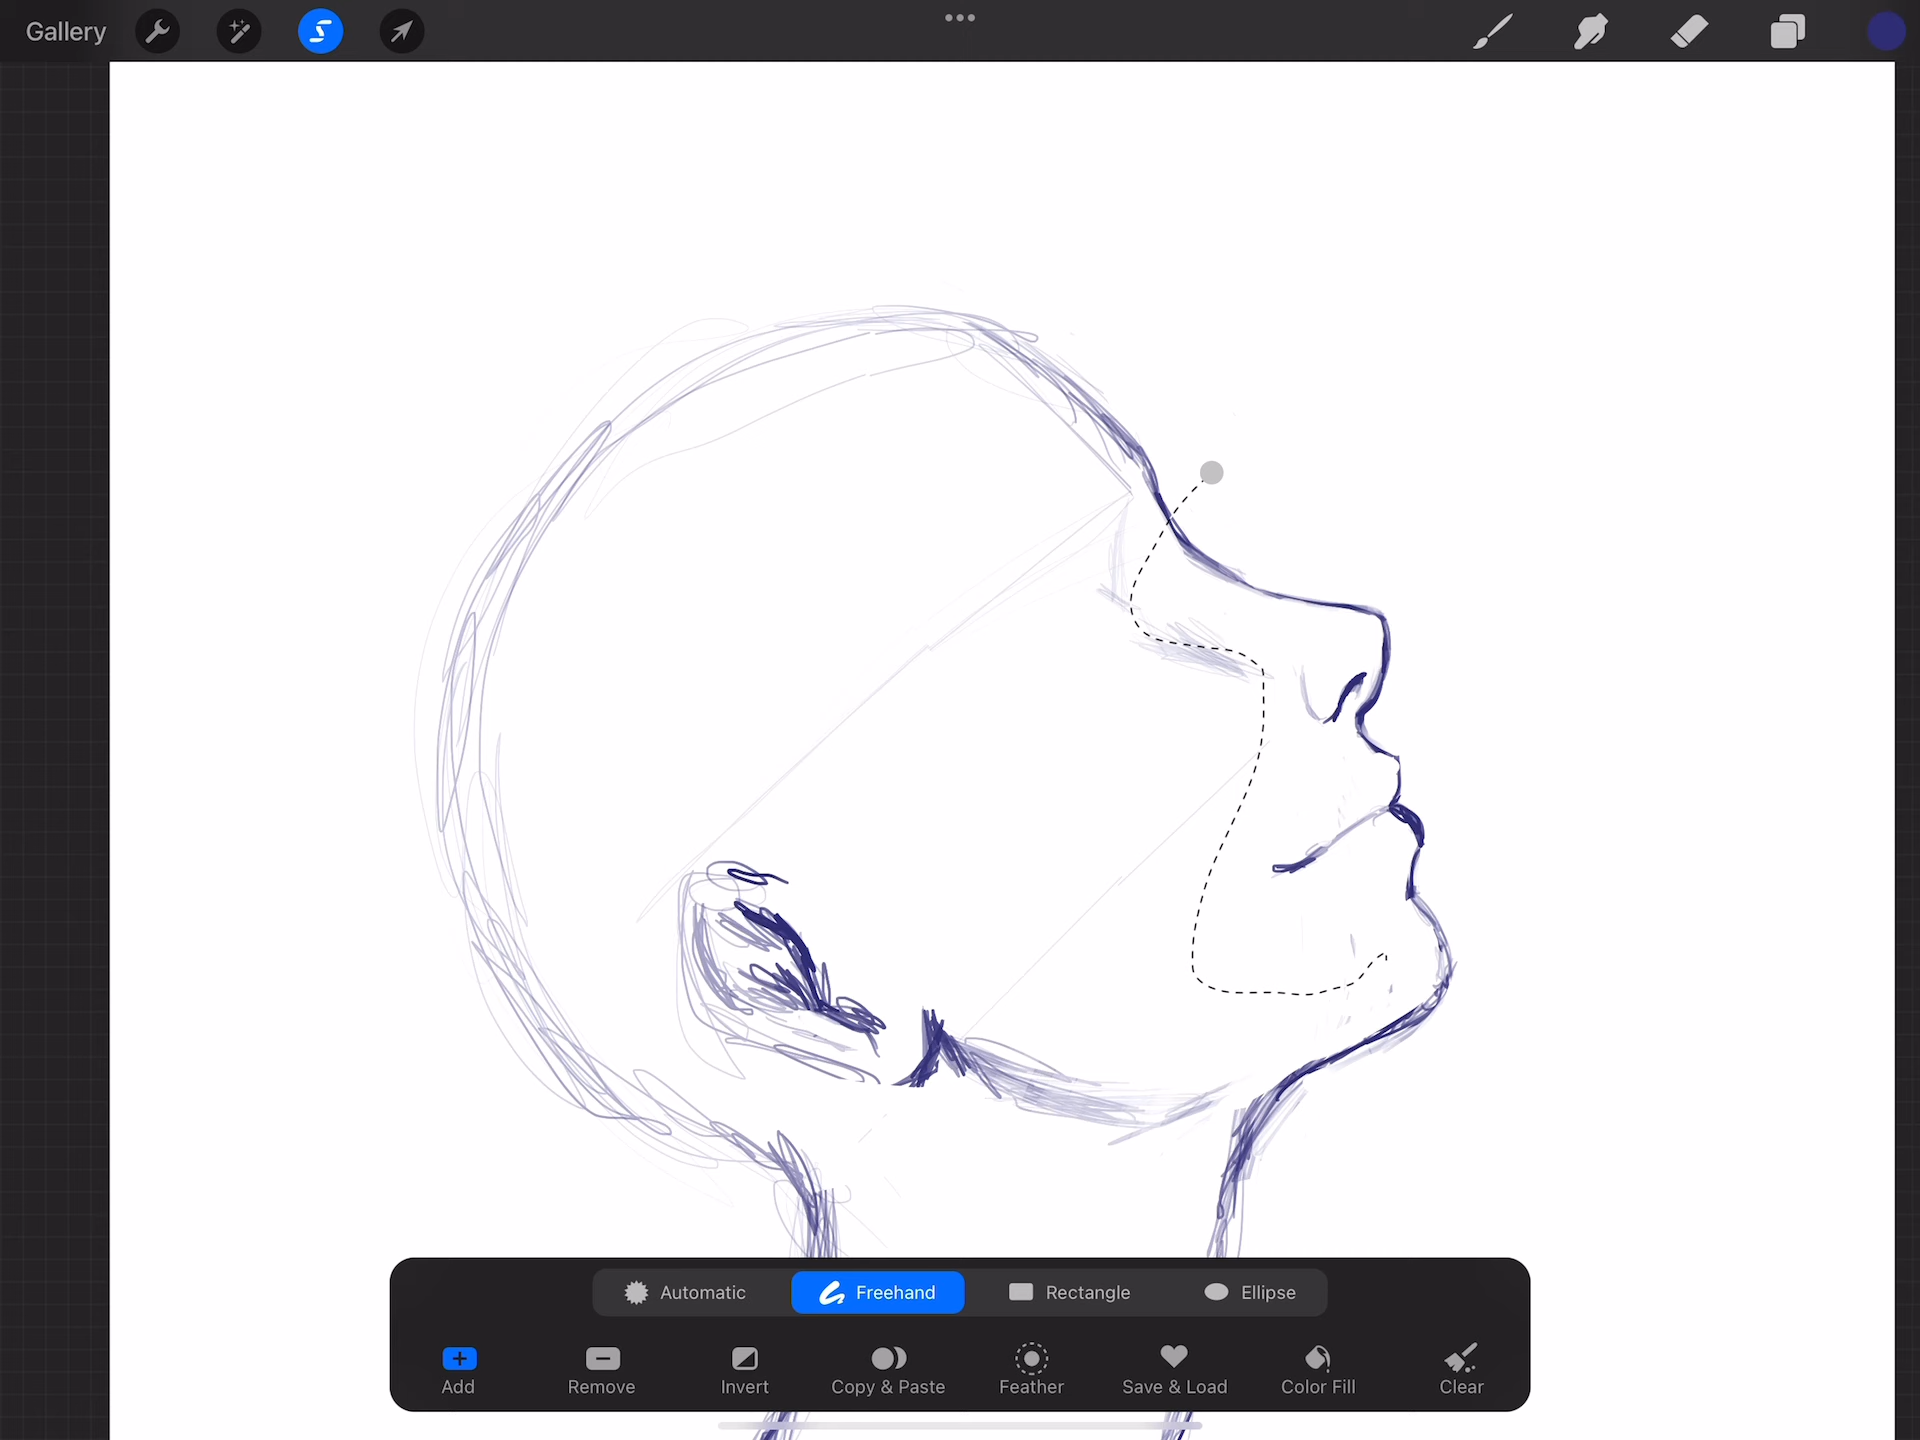 Gallery
Automatic Freehand Rectangle Ellipse
Add Remove Invert Copy & Paste Feather Save & Load Color Fill Clear